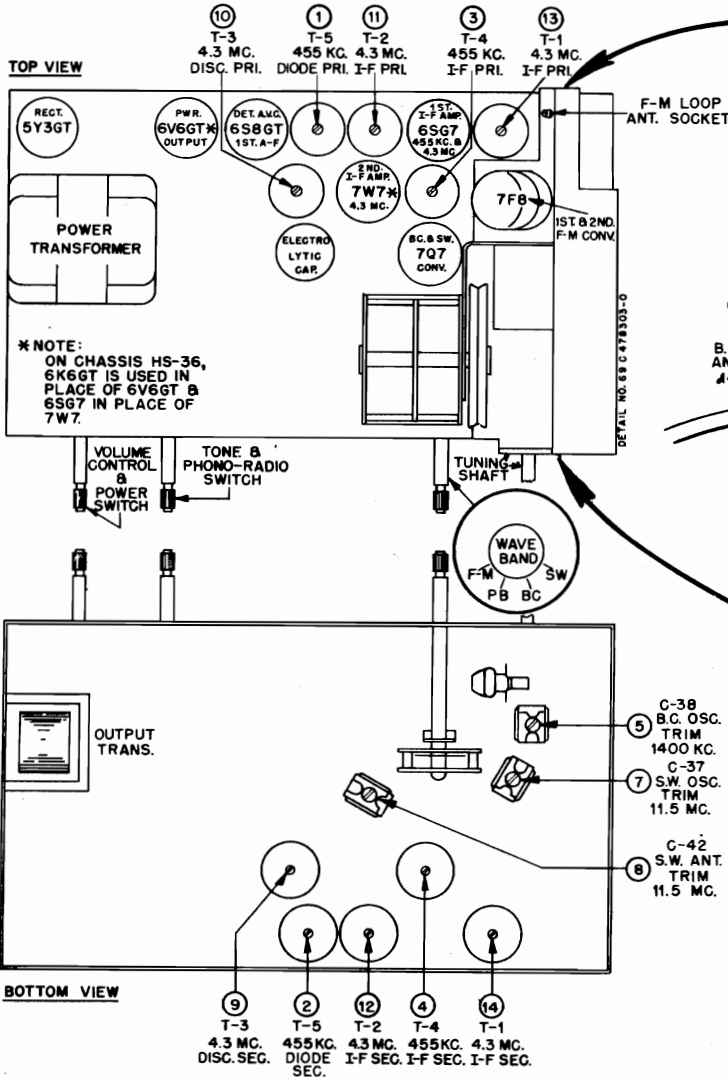 10
T-3
4.3 MC.
DISC. PRI.
1
T-5
455 KC.
DIODE PRI.
11
T-2
4.3 MC.
I-F PRI.
3
T-4
455 KC.
I-F PRI.
13
T-1
4.3 MC.
I-F PRI.
TOP VIEW
F-M LOOP
ANT. SOCKET
RECT.
5Y3GT
PWR.
6V6GT*
OUTPUT
DET. A.V.C.
6S8GT
1ST. A-F
1ST.
I-F AMP.
6SG7
455 KC. &
4.3 MC.
2ND.
I-F AMP.
7W7*
4.3 MC.
7F8
1ST. & 2ND.
F-M CONV.
POWER
TRANSFORMER
ELECTRO
LYTIC
CAP.
BC. & SW.
7Q7
CONV.
DETAIL NO. 69 C 478303-0
B.
AN
*NOTE:
ON CHASSIS HS-36,
6K6GT IS USED IN
PLACE OF 6V6GT &
6SG7 IN PLACE OF
7W7.
VOLUME
CONTROL
&
POWER
SWITCH
TONE &
PHONO-RADIO
SWITCH
TUNING
SHAFT
WAVE
BAND
F-M
PB
BC
SW
OUTPUT
TRANS.
5
C-38
B.C. OSC.
TRIM
1400 KC.
7
C-37
S.W. OSC.
TRIM
11.5 MC.
8
C-42
S.W. ANT.
TRIM
11.5 MC.
BOTTOM VIEW
9
T-3
4.3 MC.
DISC. SEC.
2
T-5
455 KC.
DIODE
SEC.
12
T-2
4.3 MC.
I-F SEC.
4
T-4
455 KC.
I-F SEC.
14
T-1
4.3 MC.
I-F SEC.